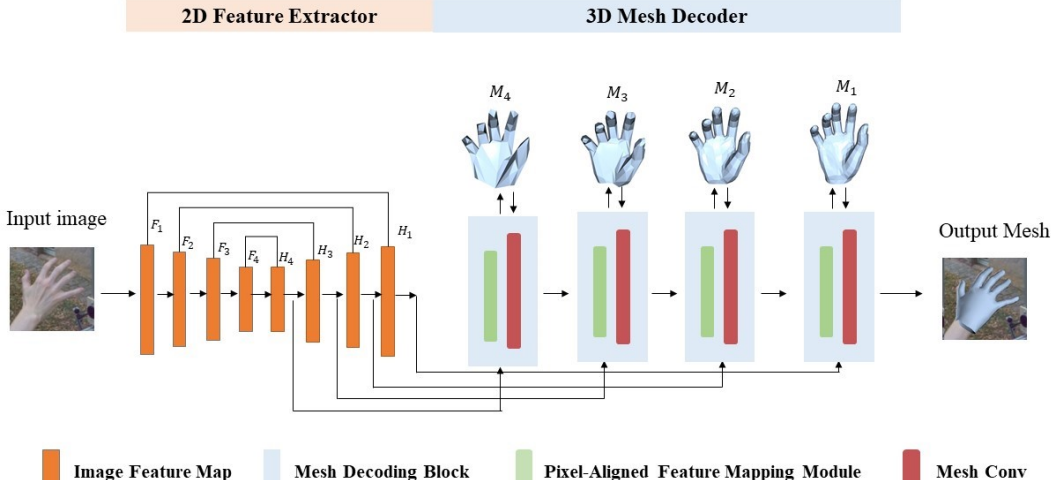 2D Feature Extractor
3D Mesh Decoder
M₄
M₃
M₂
M₁
Input image
F₁
F₂
F₃
F₄
H₄
H₃
H₂
H₁
Output Mesh
Image Feature Map
Mesh Decoding Block
Pixel-Aligned Feature Mapping Module
Mesh Conv